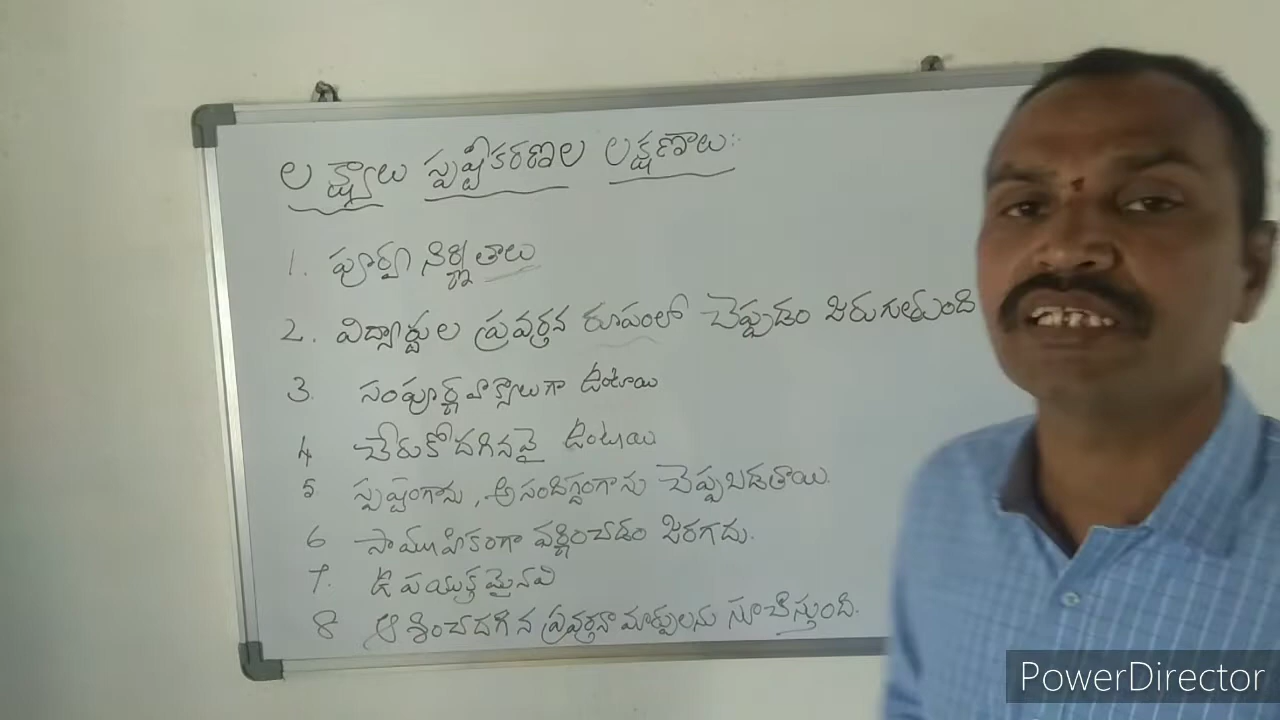 లక్ష్యాలు స్పష్టీకరణల లక్షణాలు:-
1. పూర్వ నిర్ణీతాలు
2. విద్యార్థుల ప్రవర్తన రూపంలో చెప్పడం జరుగుతుంది
3. సంపూర్ణ వాక్యాలుగా ఉంటాయి
4 చేరుకోదగినవై ఉంటాయి
5 స్పష్టంగాను, అసందిగ్ధంగాను చెప్పబడతాయి.
6 సామూహికంగా వర్ణించడం జరగదు.
7. ఉపయుక్తమైనవి
8 ఆశించదగిన ప్రవర్తనా మార్పులను సూచిస్తుంది.
PowerDirector